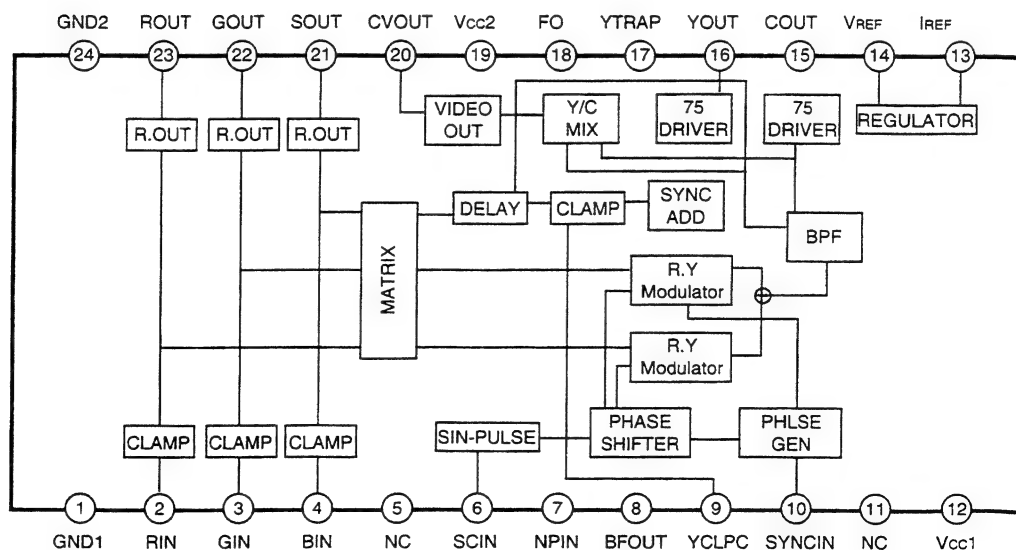 GND2 ROUT GOUT SOUT CVOUT Vcc2 FO YTRAP YOUT COUT VREF IREF
24 23 22 21 20 19 18 17 16 15 14 13
R.OUT R.OUT R.OUT VIDEO OUT Y/C MIX 75 DRIVER 75 DRIVER REGULATOR
MATRIX DELAY CLAMP SYNC ADD BPF
R.Y Modulator
R.Y Modulator
CLAMP CLAMP CLAMP SIN-PULSE PHASE SHIFTER PHLSE GEN
1 2 3 4 5 6 7 8 9 10 11 12
GND1 RIN GIN BIN NC SCIN NPIN BFOUT YCLPC SYNCIN NC Vcc1